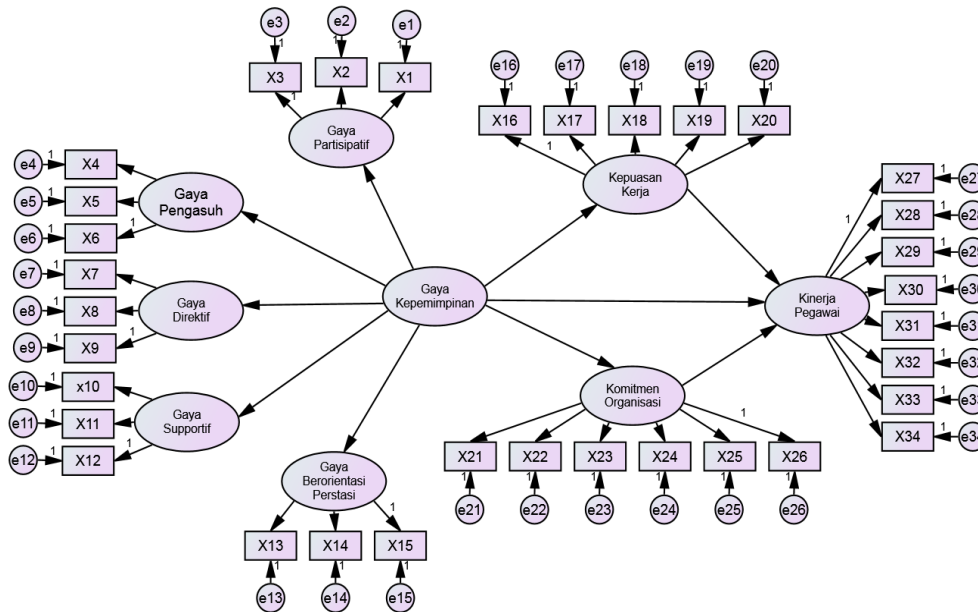 e3
e2
e1
1
1
1
X3
X2
X1
1
Gaya
Partisipatif
e16
e17
e18
e19
e20
1
1
1
1
1
X16
X17
X18
X19
X20
1
Kepuasan
Kerja
e4
1
X4
e5
1
X5
e6
1
X6
1
Gaya
Pengasuh
e7
1
X7
e8
1
X8
e9
1
X9
1
Gaya
Direktif
e10
1
x10
e11
1
X11
e12
1
X12
1
Gaya
Supportif
Gaya
Kepemimpinan
Kinerja
Pegawai
1
X27
1
X28
1
X29
1
X30
1
X31
1
X32
1
X33
1
X34
1
Komitmen
Organisasi
1
X21
X22
X23
X24
X25
X26
1
1
1
1
1
1
e21
e22
e23
e24
e25
e26
Gaya
Berorientasi
Perstasi
1
X13
X14
X15
1
1
1
e13
e14
e15